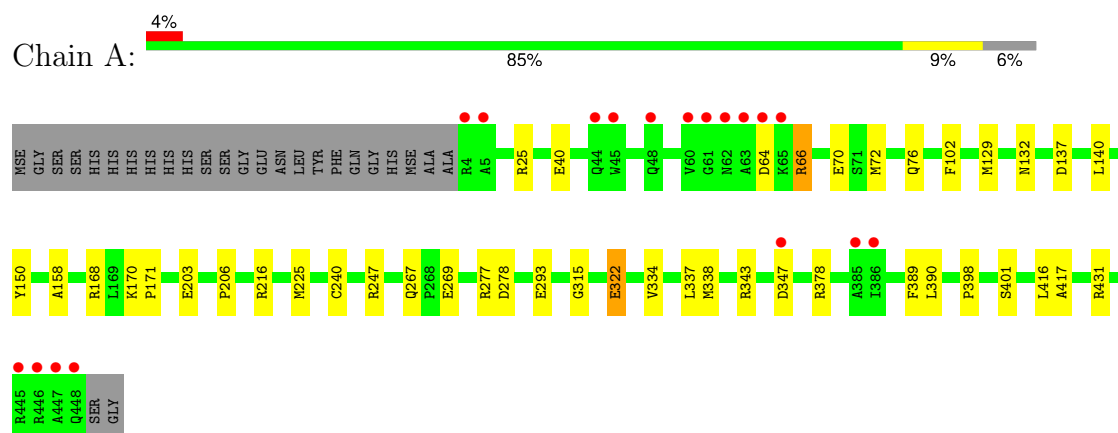 4%
Chain A:
85% 9% 6%
MSE GLY SER SER HIS HIS HIS HIS HIS HIS SER SER GLY GLU ASN LEU TYR PHE GLN GLY HIS MSE ALA ALA R4 A5 R25 E40 Q44 W45 Q48 V60 G61 N62 A63 D64 K65 R66 E70 S71 M72 Q76 F102 M129 N132 D137 L140
Y150 A158 R168 L169 K170 P171 E203 P206 R216 M225 C240 R247 Q267 P268 E269 R277 D278 E293 G315 E322 V334 L337 M338 R343 D347 R378 A385 I386 F389 L390 P398 S401 L416 A417 R431
R445 R446 A447 Q448 SER GLY